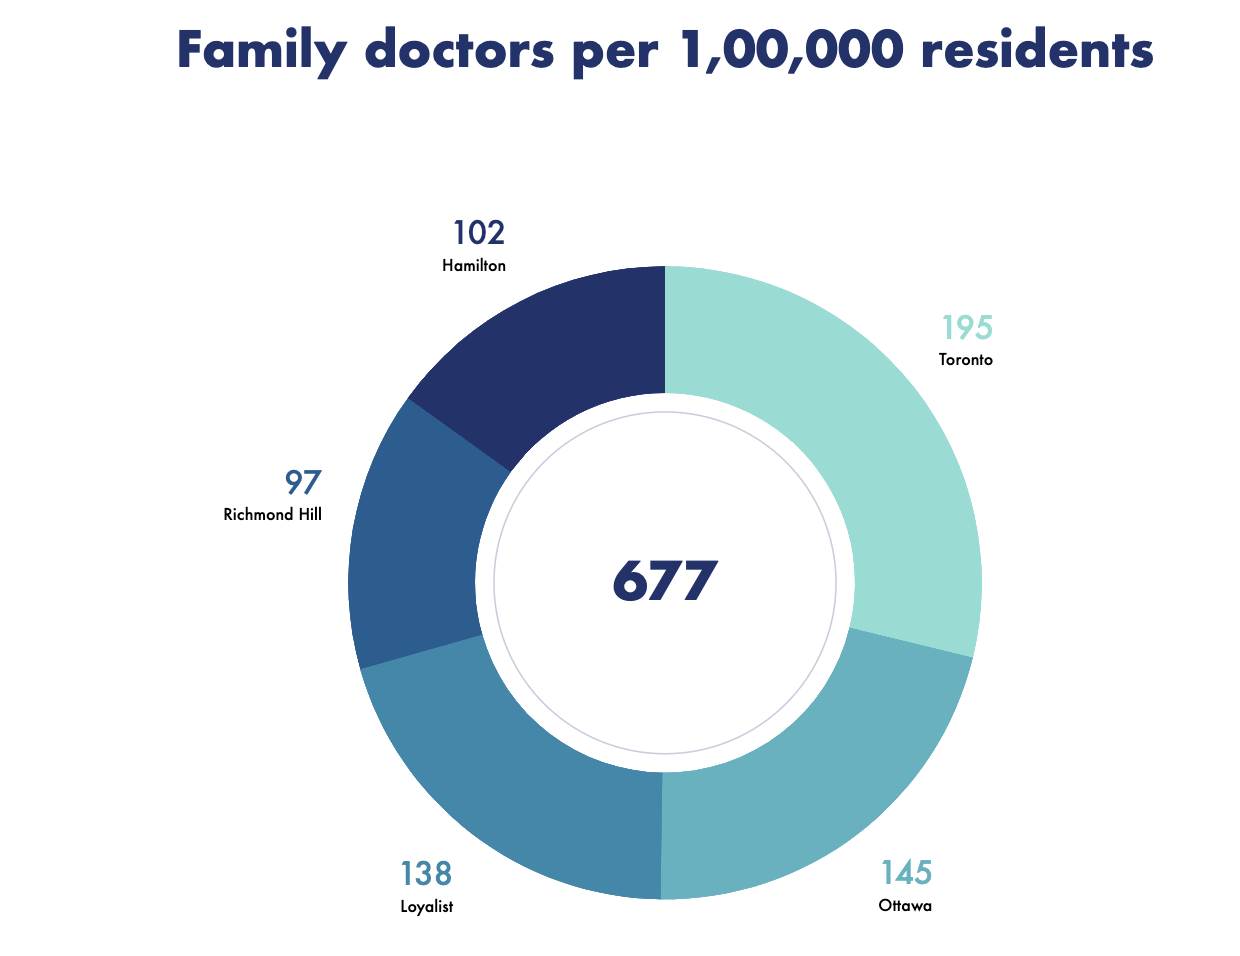 Family doctors per 1,00,000 residents
102
Hamilton
195
Toronto
97
Richmond Hill
677
138
Loyalist
145
Ottawa